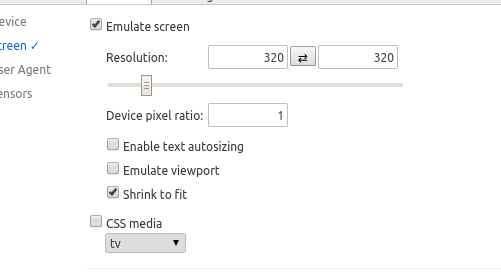 evice
creen ✓
ser Agent
ensors
Emulate screen
Resolution: 320 ⇄ 320
Device pixel ratio: 1
Enable text autosizing
Emulate viewport
Shrink to fit
CSS media
tv